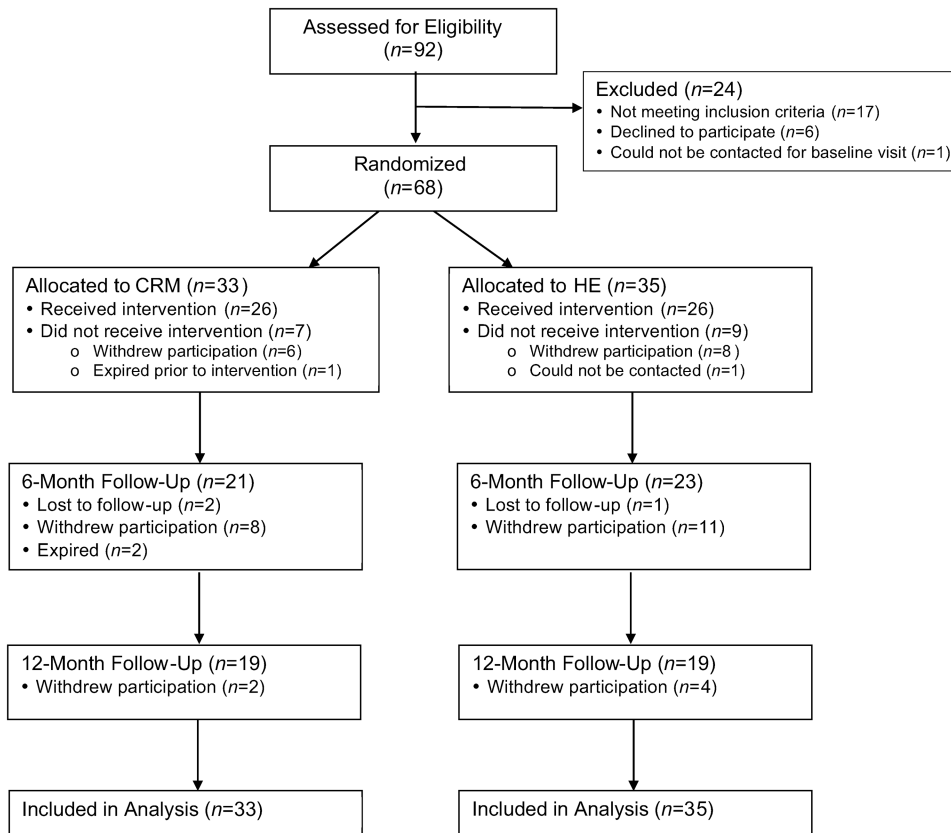 Assessed for Eligibility
(n=92)
Excluded (n=24)
• Not meeting inclusion criteria (n=17)
• Declined to participate (n=6)
• Could not be contacted for baseline visit (n=1)
Randomized
(n=68)
Allocated to CRM (n=33)
• Received intervention (n=26)
• Did not receive intervention (n=7)
o Withdrew participation (n=6)
o Expired prior to intervention (n=1)
Allocated to HE (n=35)
• Received intervention (n=26)
• Did not receive intervention (n=9)
o Withdrew participation (n=8)
o Could not be contacted (n=1)
6-Month Follow-Up (n=21)
• Lost to follow-up (n=2)
• Withdrew participation (n=8)
• Expired (n=2)
6-Month Follow-Up (n=23)
• Lost to follow-up (n=1)
• Withdrew participation (n=11)
12-Month Follow-Up (n=19)
• Withdrew participation (n=2)
12-Month Follow-Up (n=19)
• Withdrew participation (n=4)
Included in Analysis (n=33)
Included in Analysis (n=35)